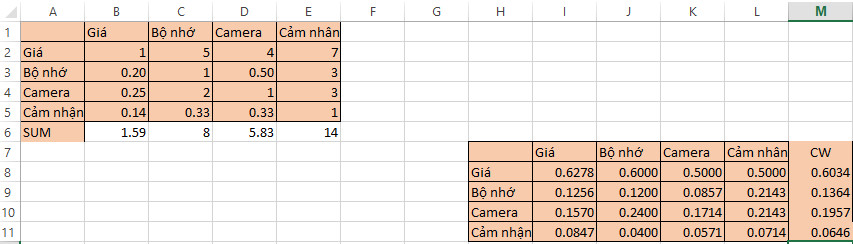 A B C D E F G H I J K L M
1 Giá Bộ nhớ Camera Cảm nhân
2 Giá 1 5 4 7
3 Bộ nhớ 0.20 1 0.50 3
4 Camera 0.25 2 1 3
5 Cảm nhận 0.14 0.33 0.33 1
6 SUM 1.59 8 5.83 14
7 Giá Bộ nhớ Camera Cảm nhân CW
8 Giá 0.6278 0.6000 0.5000 0.5000 0.6034
9 Bộ nhớ 0.1256 0.1200 0.0857 0.2143 0.1364
10 Camera 0.1570 0.2400 0.1714 0.2143 0.1957
11 Cảm nhận 0.0847 0.0400 0.0571 0.0714 0.0646